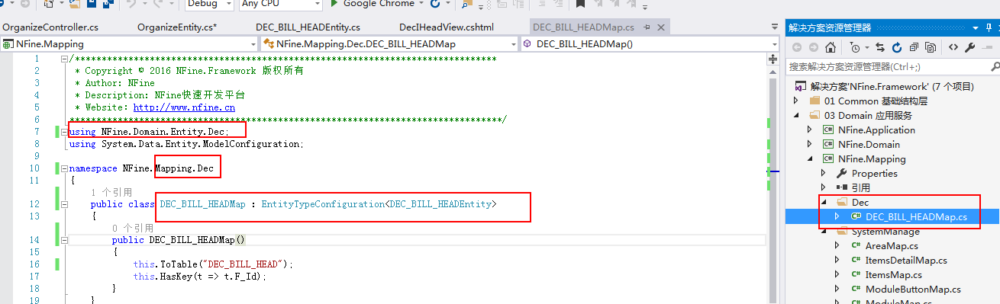 Debug Any CPU Google Chrome
OrganizeController.cs OrganizeEntity.cs* DEC_BILL_HEADEntity.cs DecIHeadView.cshtml DEC_BILL_HEADMap.cs
NFine.Mapping NFine.Mapping.Dec.DEC_BILL_HEADMap DEC_BILL_HEADMap()
1 /*******************************************************************************
2 * Copyright © 2016 NFine.Framework 版权所有
3 * Author: NFine
4 * Description: NFine快速开发平台
5 * Website：http://www.nfine.cn
6 *********************************************************************************/
7 using NFine.Domain.Entity.Dec;
8 using System.Data.Entity.ModelConfiguration;
9
10 namespace NFine.Mapping.Dec
11 {
1 个引用
12 public class DEC_BILL_HEADMap : EntityTypeConfiguration<DEC_BILL_HEADEntity>
13 {
0 个引用
14 public DEC_BILL_HEADMap()
15 {
16 this.ToTable("DEC_BILL_HEAD");
17 this.HasKey(t => t.F_Id);
18 }
19 }
解决方案资源管理器
搜索解决方案资源管理器(Ctrl+;)
解决方案'NFine.Framework' (7 个项目)
01 Common 基础结构层
03 Domain 应用服务
NFine.Application
NFine.Domain
NFine.Mapping
Properties
引用
Dec
DEC_BILL_HEADMap.cs
SystemManage
AreaMap.cs
ItemsDetailMap.cs
ItemsMap.cs
ModuleButtonMap.cs
ModuleMap.cs